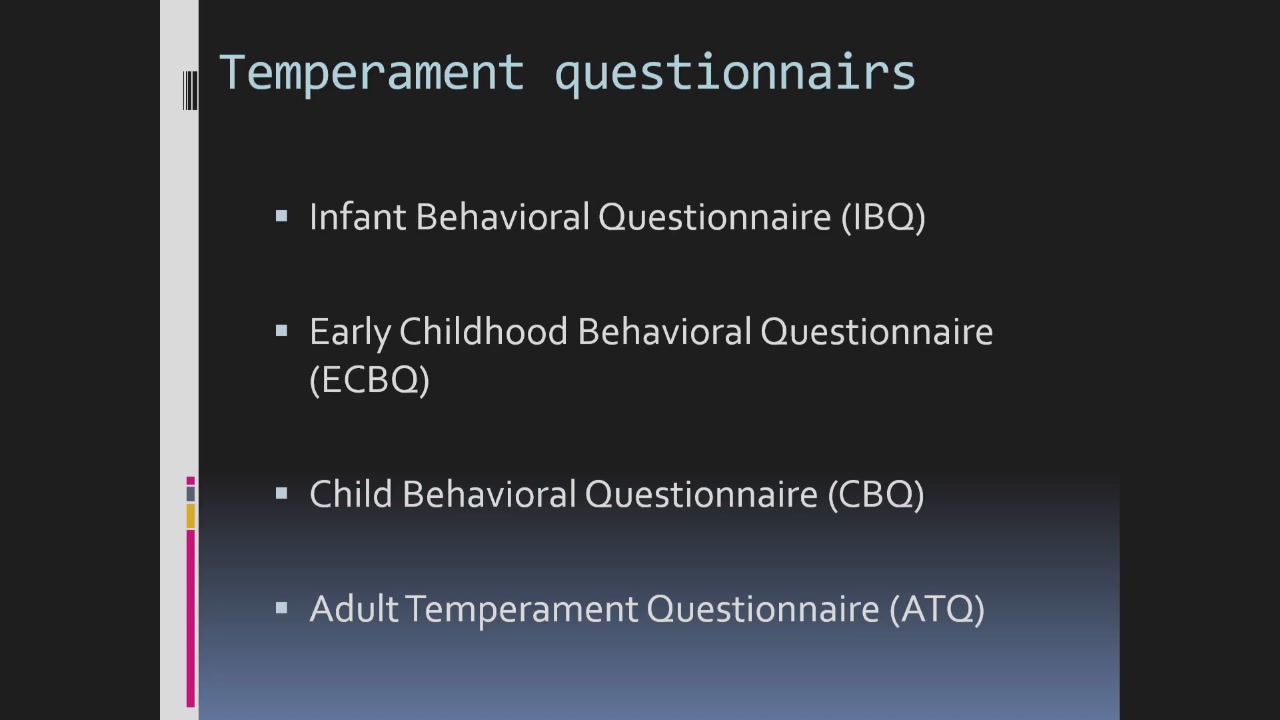 Temperament questionnairs
Infant Behavioral Questionnaire (IBQ)
Early Childhood Behavioral Questionnaire
(ECBQ)
Child Behavioral Questionnaire (CBQ)
Adult Temperament Questionnaire (ATQ)